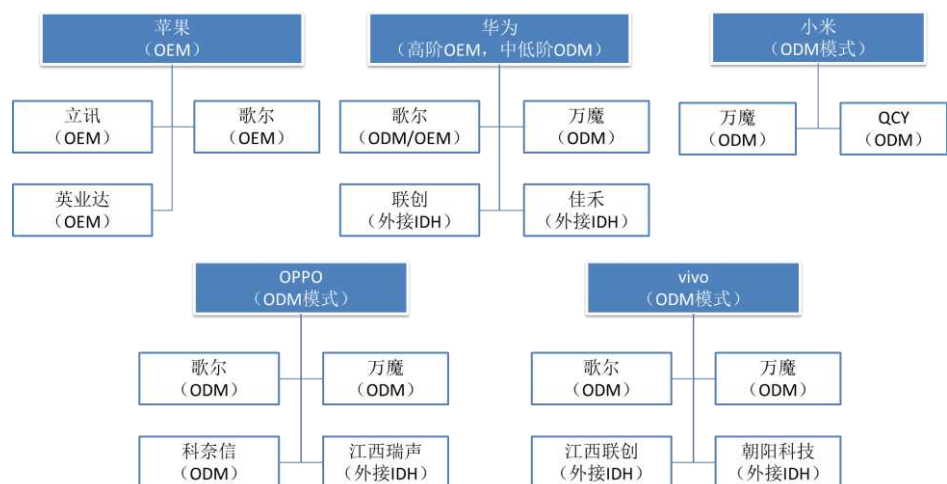 苹果
（OEM）
立讯
（OEM）
歌尔
（OEM）
英业达
（OEM）
华为
（高阶OEM，中低阶ODM）
歌尔
（ODM/OEM）
万魔
（ODM）
联创
（外接IDH）
佳禾
（外接IDH）
小米
（ODM模式）
万魔
（ODM）
QCY
（ODM）
OPPO
（ODM模式）
歌尔
（ODM）
万魔
（ODM）
科奈信
（ODM）
江西瑞声
（外接IDH）
vivo
（ODM模式）
歌尔
（ODM）
万魔
（ODM）
江西联创
（外接IDH）
朝阳科技
（外接IDH）